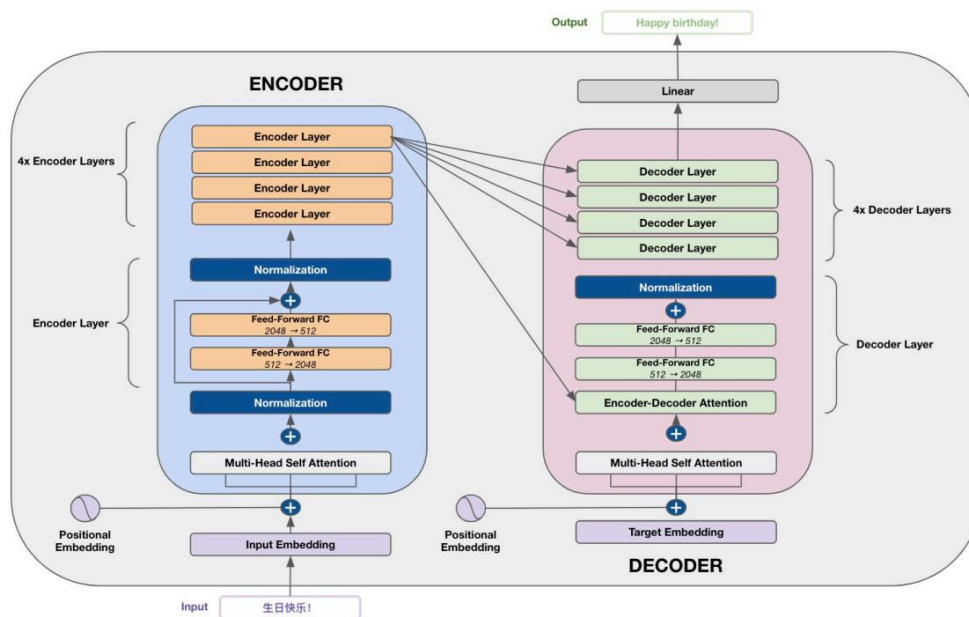 Output
Happy birthday!
ENCODER
Linear
4x Encoder Layers
Encoder Layer
Encoder Layer
Encoder Layer
Encoder Layer
Decoder Layer
Decoder Layer
Decoder Layer
Decoder Layer
4x Decoder Layers
Encoder Layer
Normalization
Feed-Forward FC
2048 → 512
Feed-Forward FC
512 → 2048
Normalization
Multi-Head Self Attention
Normalization
Feed-Forward FC
2048 → 512
Feed-Forward FC
512 → 2048
Encoder-Decoder Attention
Multi-Head Self Attention
Decoder Layer
Positional
Embedding
Input Embedding
Positional
Embedding
Target Embedding
DECODER
Input
生日快乐!